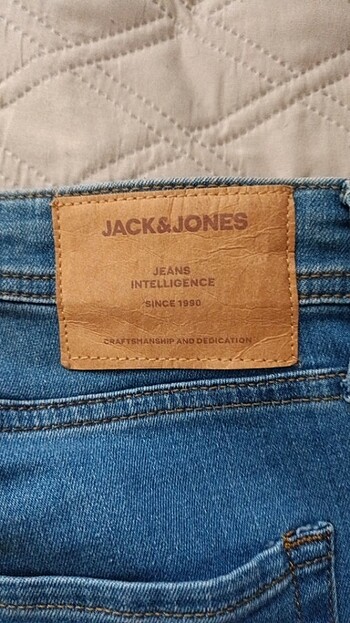 JACK&JONES
JEANS
INTELLIGENCE
SINCE 1990
CRAFTSMANSHIP AND DEDICATION